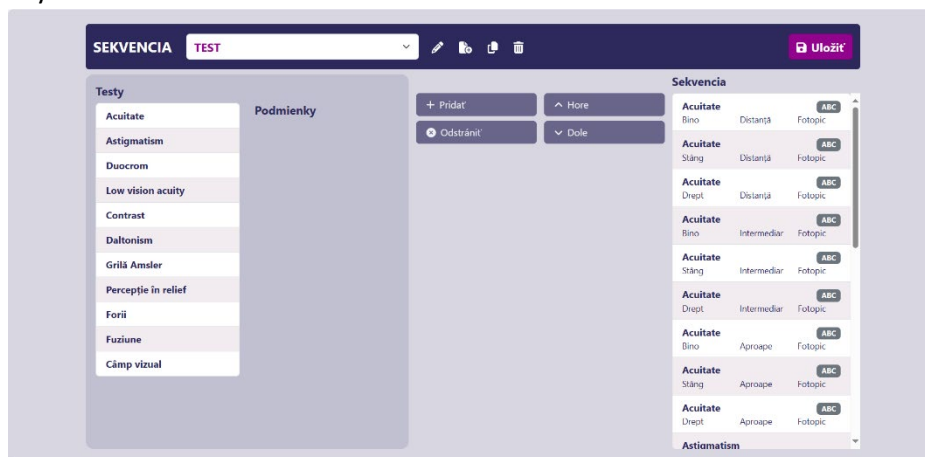 SEKVENCIA TEST Uložiť
Testy
Acuitate
Astigmatism
Duocrom
Low vision acuity
Contrast
Daltonism
Grilă Amsler
Percepție în relief
Forii
Fuziune
Câmp vizual
Podmienky
Pridať Hore
Odstrániť Dole
Sekvencia
Acuitate ABC
Bino Distanță Fotopic
Acuitate ABC
Stâng Distanță Fotopic
Acuitate ABC
Drept Distanță Fotopic
Acuitate ABC
Bino Intermediar Fotopic
Acuitate ABC
Stâng Intermediar Fotopic
Acuitate ABC
Drept Intermediar Fotopic
Acuitate ABC
Bino Aproape Fotopic
Acuitate ABC
Stâng Aproape Fotopic
Acuitate ABC
Drept Aproape Fotopic
Astigmatism